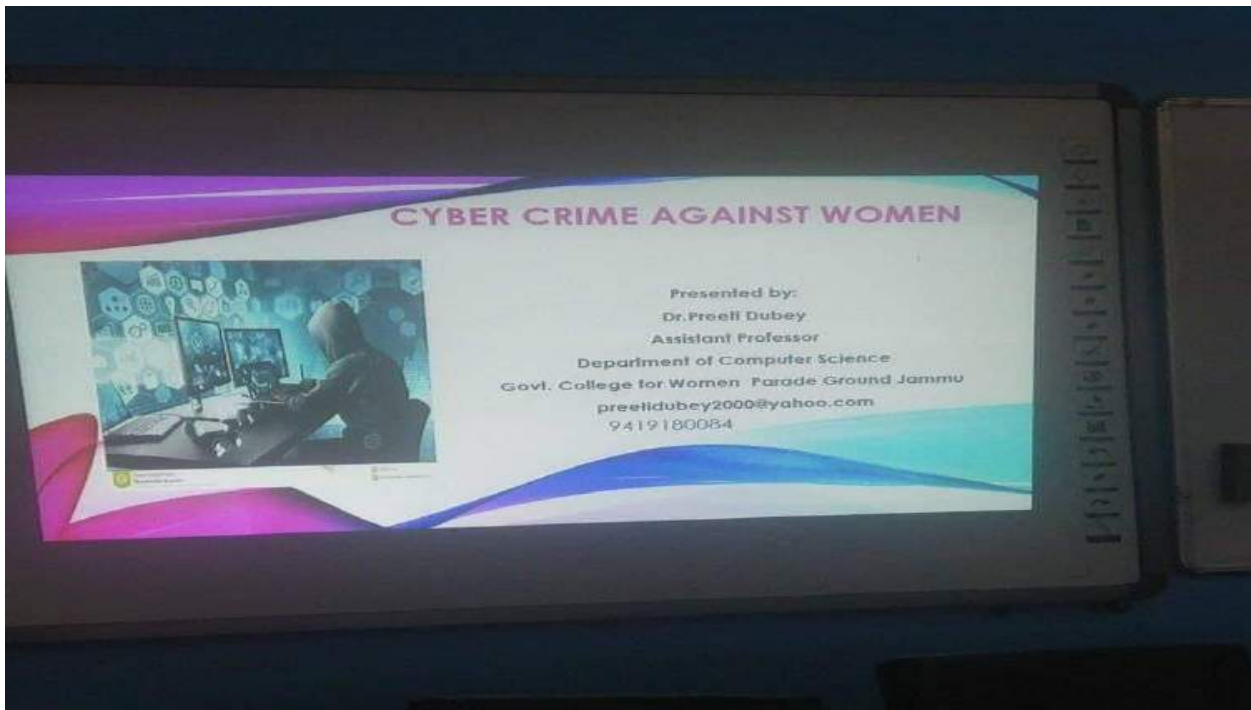 CYBER CRIME AGAINST WOMEN
Presented by:
Dr.Preeti Dubey
Assistant Professor
Department of Computer Science
Govt. College for Women Parade Ground Jammu
preetidubey2000@yahoo.com
9419180084